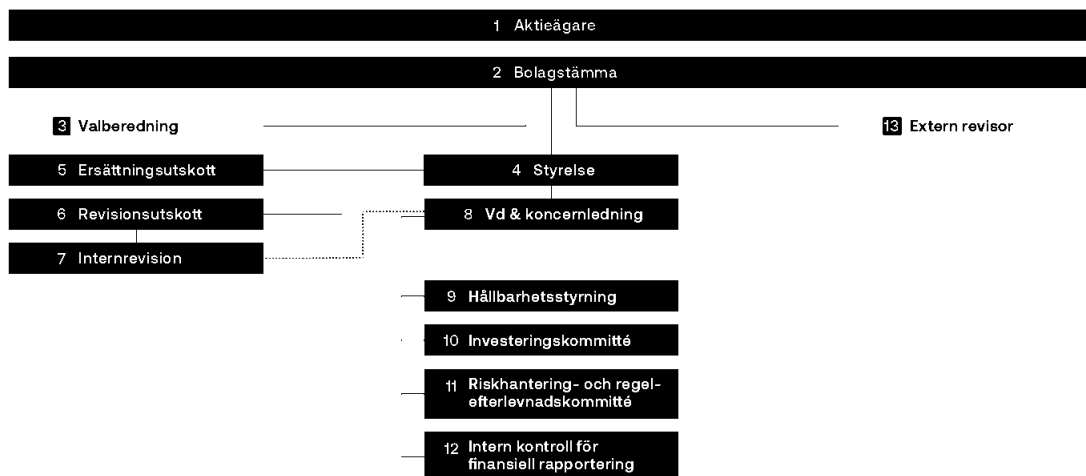 1 Aktieägare
2 Bolagstämma
3 Valberedning
13 Extern revisor
5 Ersättningsutskott
4 Styrelse
6 Revisionsutskott
8 Vd & koncernledning
7 Internrevision
9 Hållbarhetsstyrning
10 Investeringskommitté
11 Riskhantering- och regel-
efterlevnadskommitté
12 Intern kontroll för
finansiell rapportering